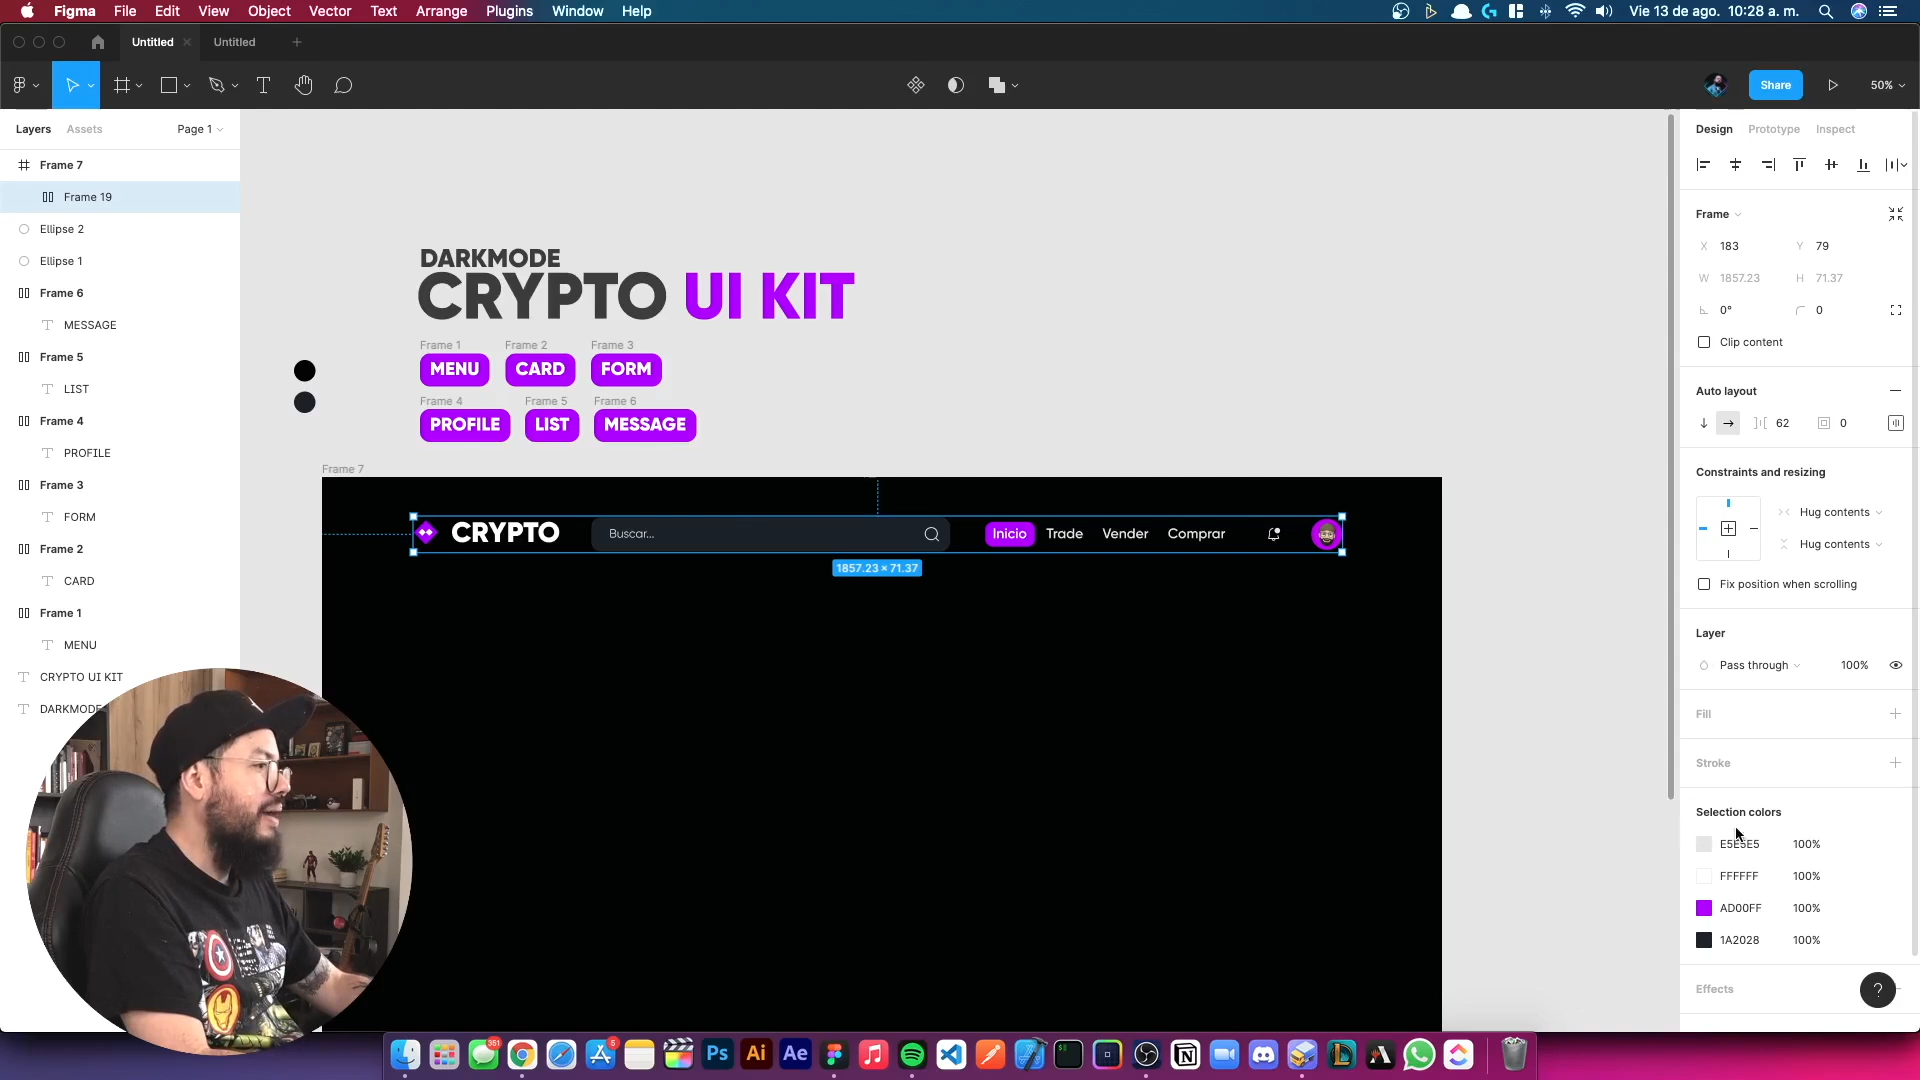 Figma File Edit View Object Vector Text Arrange Plugins Window Help
Vie 13 de ago. 10:28 a. m.
Untitled
Untitled
Share
50%
Layers
Assets
Page 1
Frame 7
Frame 19
Ellipse 2
Ellipse 1
Frame 6
MESSAGE
Frame 5
LIST
Frame 4
PROFILE
Frame 3
FORM
Frame 2
CARD
Frame 1
MENU
CRYPTO UI KIT
DARKMODE
DARKMODE
CRYPTO UI KIT
Frame 1 Frame 2 Frame 3
MENU CARD FORM
Frame 4 Frame 5 Frame 6
PROFILE LIST MESSAGE
Frame 7
CRYPTO
Buscar...
Inicio Trade Vender Comprar
1857.23 × 71.37
Design Prototype Inspect
Frame
X 183 Y 79
W 1857.23 H 71.37
0° 0
Clip content
Auto layout
62 0
Constraints and resizing
Hug contents
Hug contents
Fix position when scrolling
Layer
Pass through 100%
Fill
Stroke
Selection colors
E5E5E5 100%
FFFFFF 100%
AD00FF 100%
1A2028 100%
Effects
?
351
5
Ps
Ai
Ae